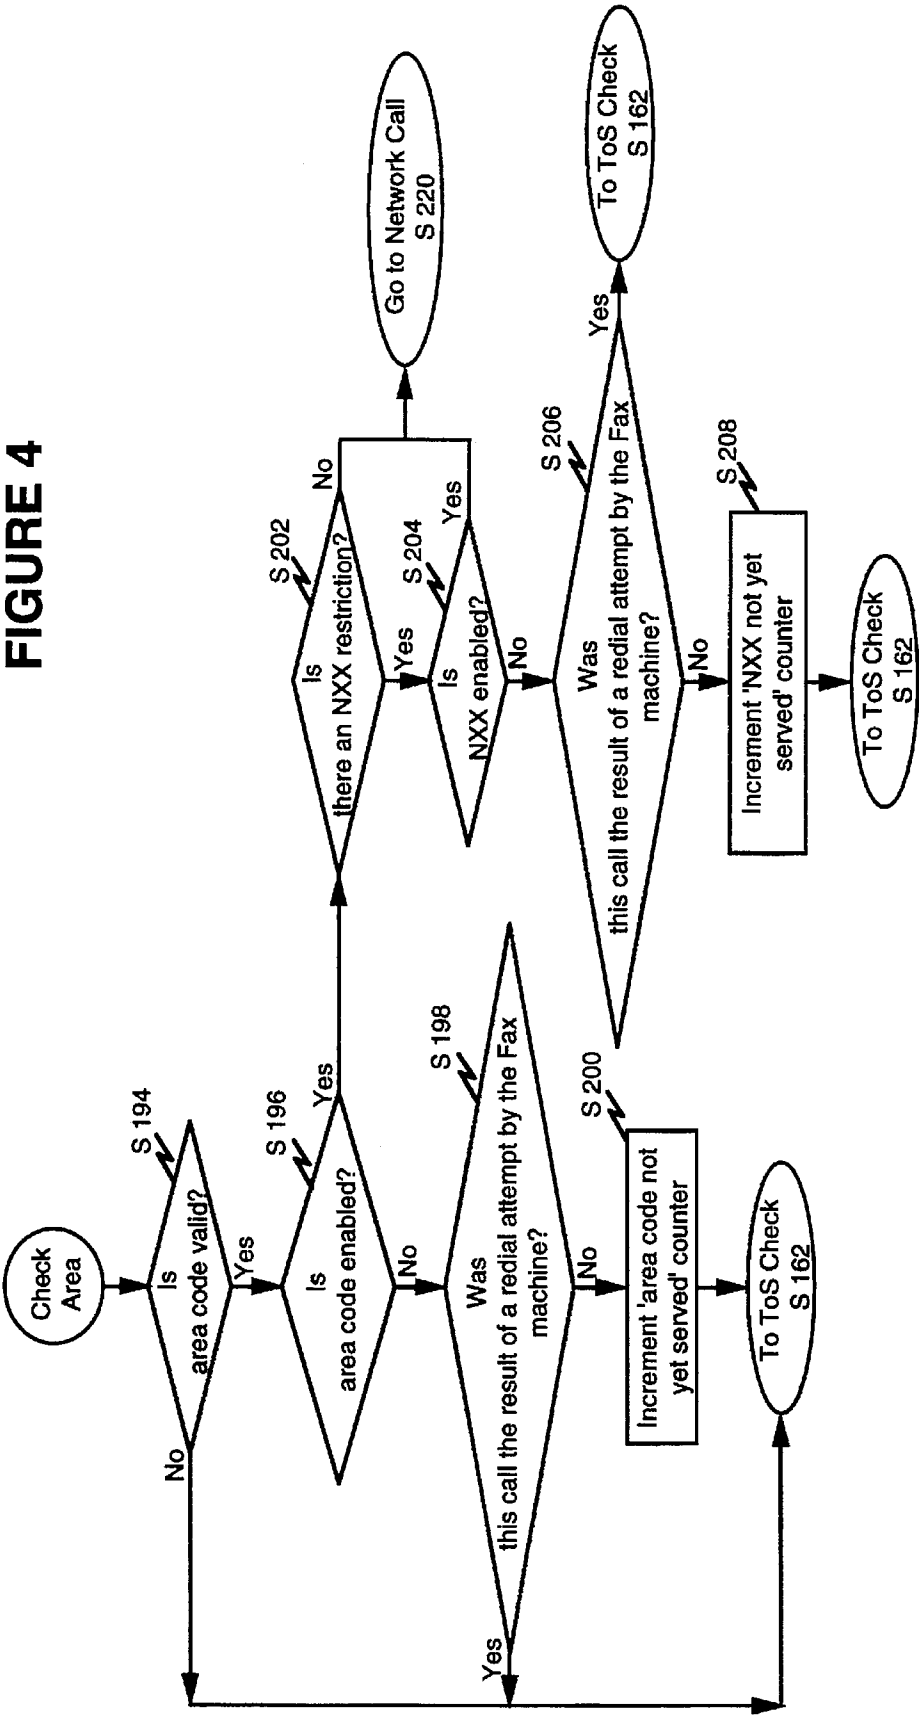 FIGURE 4
Check
Area
S 194
Is
area code valid?
No
Yes
S 196
Is
area code enabled?
Yes
No
S 198
Was
this call the result of a redial attempt by the Fax
machine?
Yes
No
S 200
Increment 'area code not
yet served' counter
To ToS Check
S 162
S 202
Is
there an NXX restriction?
No
Yes
Go to Network Call
S 220
S 204
Is
NXX enabled?
Yes
No
S 206
Was
this call the result of a redial attempt by the Fax
machine?
Yes
To ToS Check
S 162
No
S 208
Increment 'NXX not yet
served' counter
To ToS Check
S 162